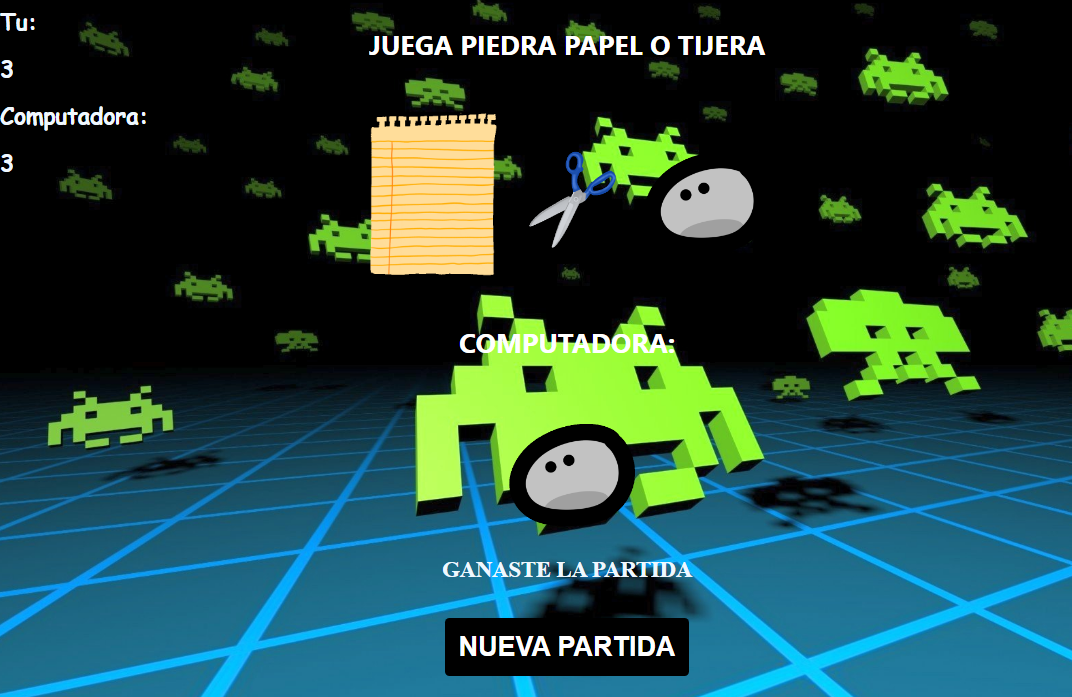 Tu:
3
Computadora:
3
JUEGA PIEDRA PAPEL O TIJERA
COMPUTADORA:
GANASTE LA PARTIDA
NUEVA PARTIDA